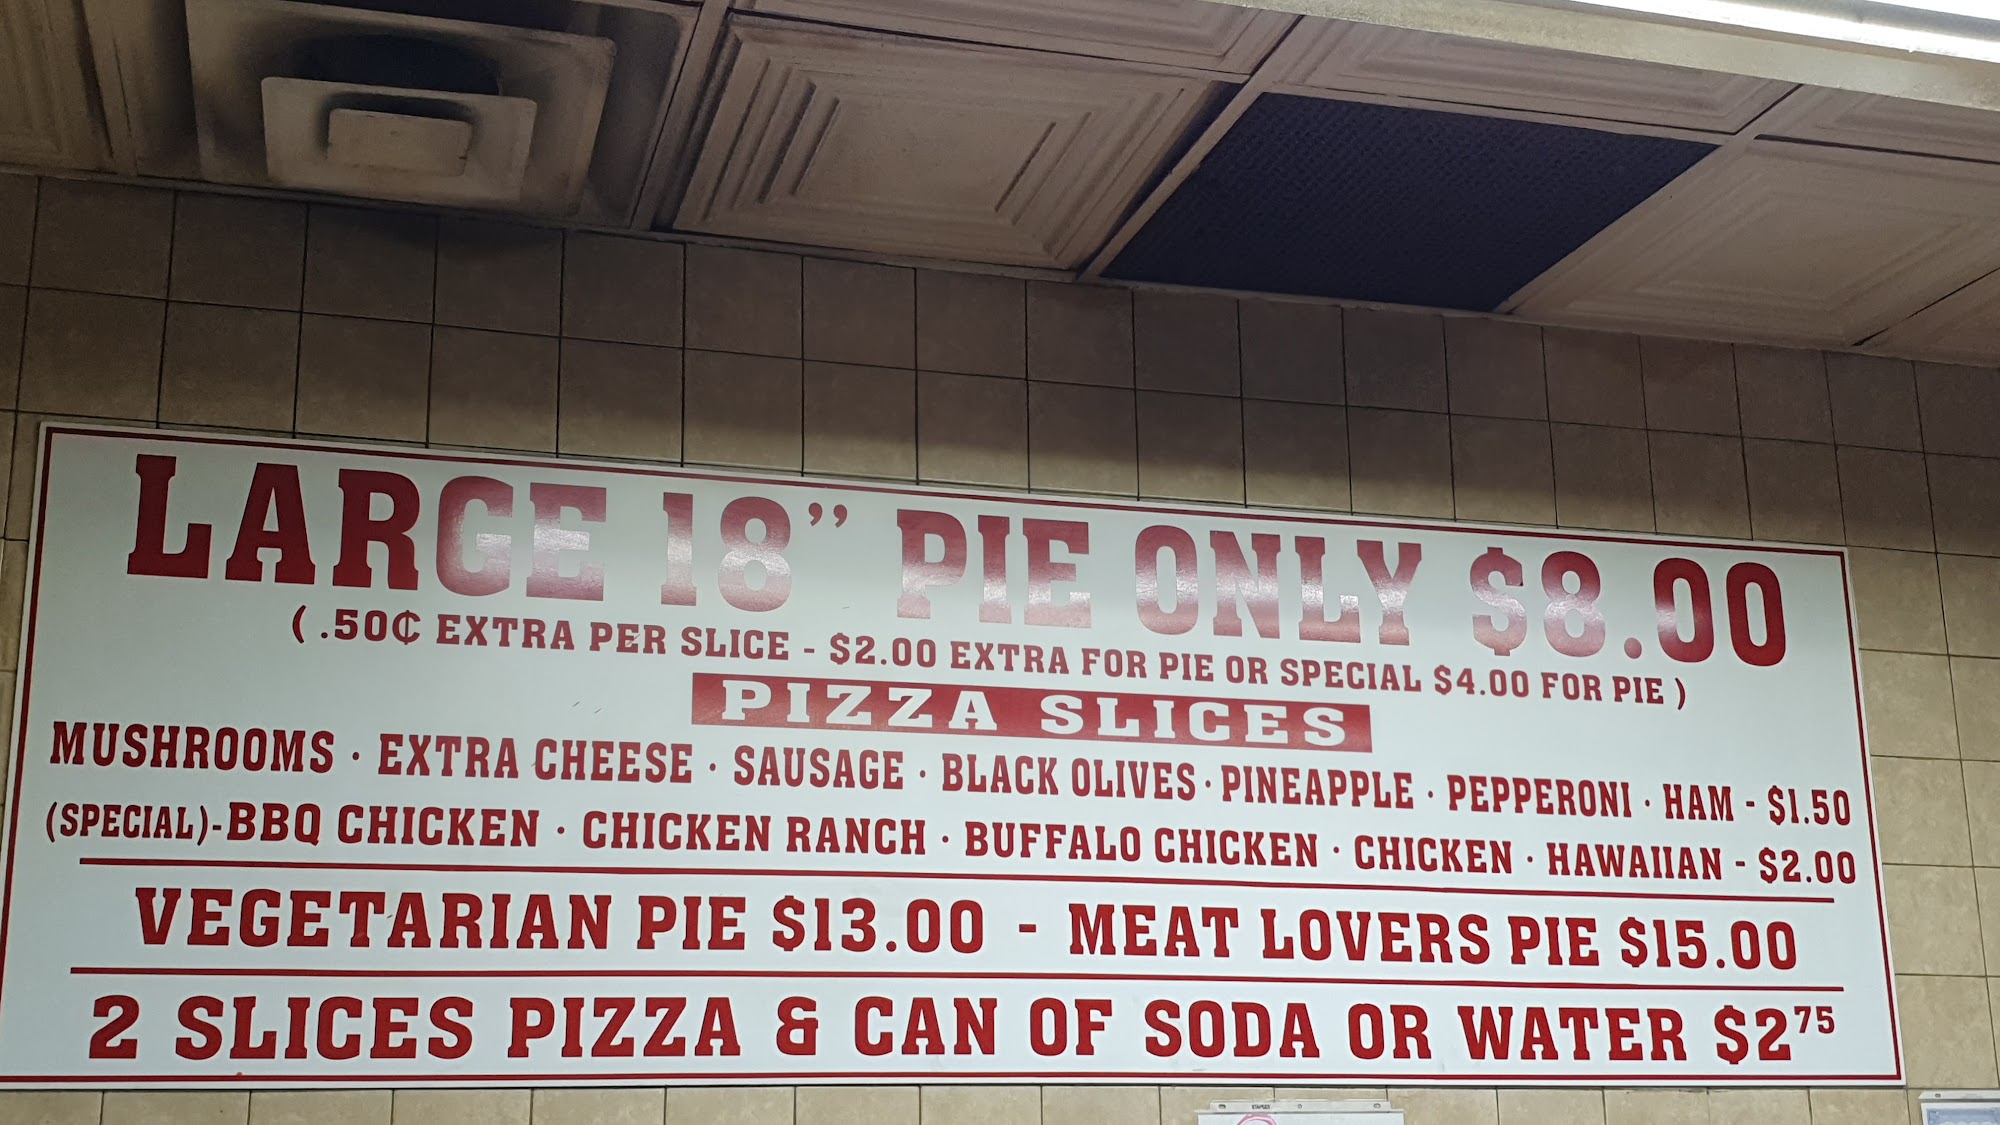 LARGE 18” PIE ONLY $8.00
( .50¢ EXTRA PER SLICE - $2.00 EXTRA FOR PIE OR SPECIAL $4.00 FOR PIE )
PIZZA SLICES
MUSHROOMS · EXTRA CHEESE · SAUSAGE · BLACK OLIVES · PINEAPPLE · PEPPERONI · HAM - $1.50
(SPECIAL)-BBQ CHICKEN · CHICKEN RANCH · BUFFALO CHICKEN · CHICKEN · HAWAIIAN - $2.00
VEGETARIAN PIE $13.00 - MEAT LOVERS PIE $15.00
2 SLICES PIZZA & CAN OF SODA OR WATER $2 75
STAPLES